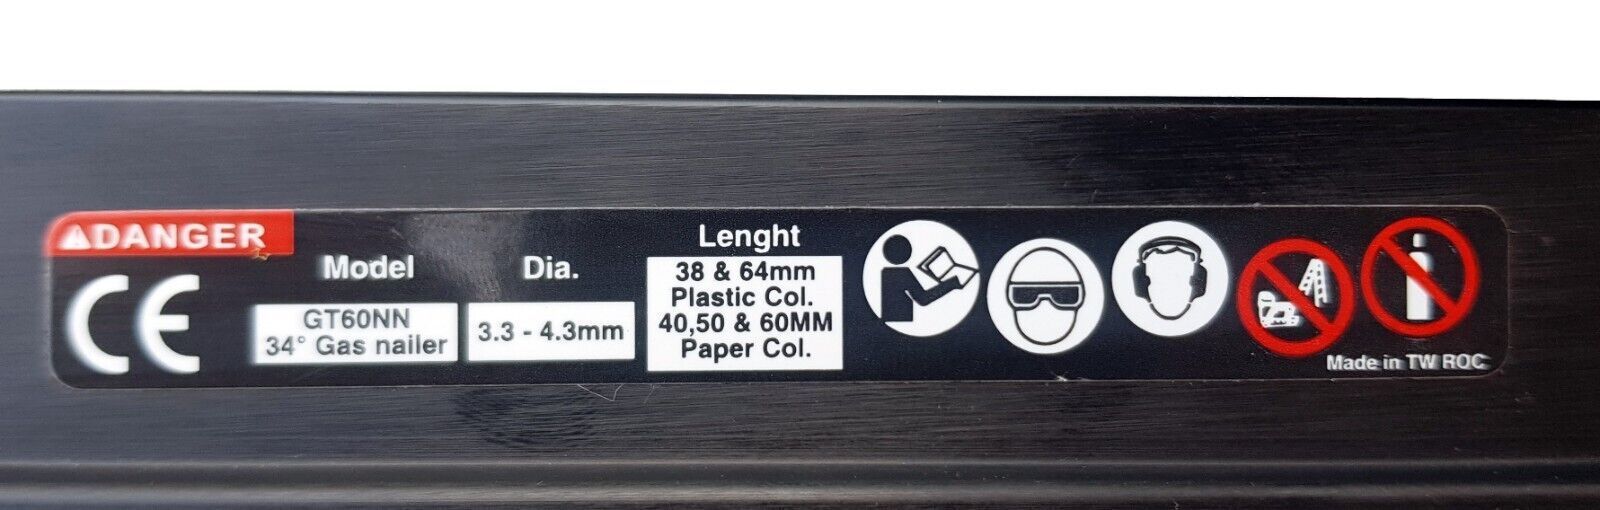 DANGER
CE
Model
GT60NN
34° Gas nailer
Dia.
3.3 - 4.3mm
Lenght
38 & 64mm
Plastic Col.
40,50 & 60MM
Paper Col.
Made in TW ROC